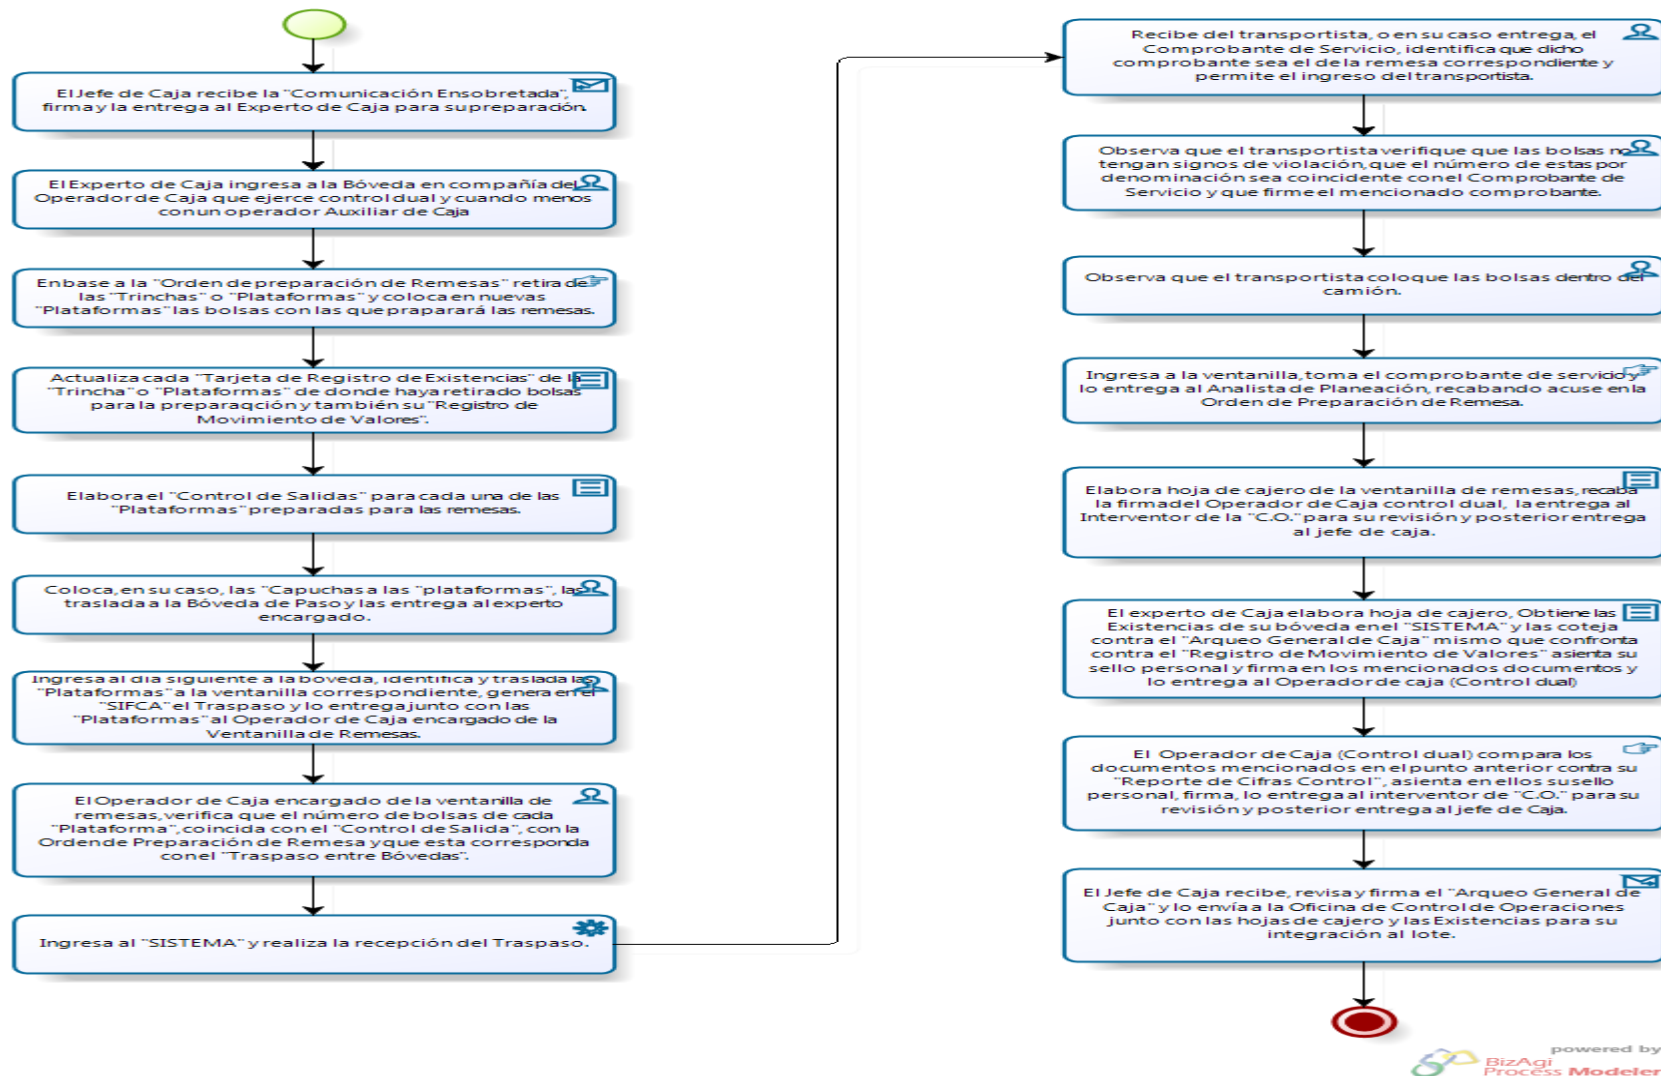 El Jefe de Caja recibe la "Comunicación Ensobretada",
firma y la entrega al Experto de Caja para su preparación.
El Experto de Caja ingresa a la Bóveda en compañía del
Operador de Caja que ejerce control dual y cuando menos
con un operador Auxiliar de Caja
En base a la "Orden de preparación de Remesas" retira de
las "Trinchas" o "Plataformas" y coloca en nuevas
"Plataformas" las bolsas con las que praparará las remesas.
Actualiza cada "Tarjeta de Registro de Existencias" de la
"Trincha" o "Plataformas" de donde haya retirado bolsas
para la preparaqción y también su "Registro de
Movimiento de Valores".
Elabora el "Control de Salidas" para cada una de las
"Plataformas" preparadas para las remesas.
Coloca, en su caso, las "Capuchas a las "plataformas", las
traslada a la Bóveda de Paso y las entrega al experto
encargado.
Ingresa al día siguiente a la bóveda, identifica y traslada las
"Plataformas" a la ventanilla correspondiente, genera en el
"SIFCA" el Traspaso y lo entrega junto con las
"Plataformas" al Operador de Caja encargado de la
Ventanilla de Remesas.
El Operador de Caja encargado de la ventanilla de
remesas, verifica que el número de bolsas de cada
"Plataforma", coincida con el "Control de Salida", con la
Orden de Preparación de Remesa y que esta corresponda
con el "Traspaso entre Bóvedas".
Ingresa al "SISTEMA" y realiza la recepción del Traspaso.
Recibe del transportista, o en su caso entrega, el
Comprobante de Servicio, identifica que dicho
comprobante sea el de la remesa correspondiente y
permite el ingreso del transportista.
Observa que el transportista verifique que las bolsas no
tengan signos de violación, que el número de estas por
denominación sea coincidente con el Comprobante de
Servicio y que firme el mencionado comprobante.
Observa que el transportista coloque las bolsas dentro del
camión.
Ingresa a la ventanilla, toma el comprobante de servicio y
lo entrega al Analista de Planeación, recabando acuse en la
Orden de Preparación de Remesa.
Elabora hoja de cajero de la ventanilla de remesas, recaba
la firma del Operador de Caja control dual, la entrega al
Interventor de la "C.O." para su revisión y posterior entrega
al jefe de caja.
El experto de Caja elabora hoja de cajero, Obtiene las
Existencias de su bóveda en el "SISTEMA" y las coteja
contra el "Arqueo General de Caja" mismo que confronta
contra el "Registro de Movimiento de Valores" asienta su
sello personal y firma en los mencionados documentos y
lo entrega al Operador de caja (Control dual)
El Operador de Caja (Control dual) compara los
documentos mencionados en el punto anterior contra su
"Reporte de Cifras Control", asienta en ellos su sello
personal, firma, lo entrega al interventor de "C.O." para su
revisión y posterior entrega al jefe de Caja.
El Jefe de Caja recibe, revisa y firma el "Arqueo General de
Caja" y lo envía a la Oficina de Control de Operaciones
junto con las hojas de cajero y las Existencias para su
integración al lote.
powered by
BizAgi
Process Modeler